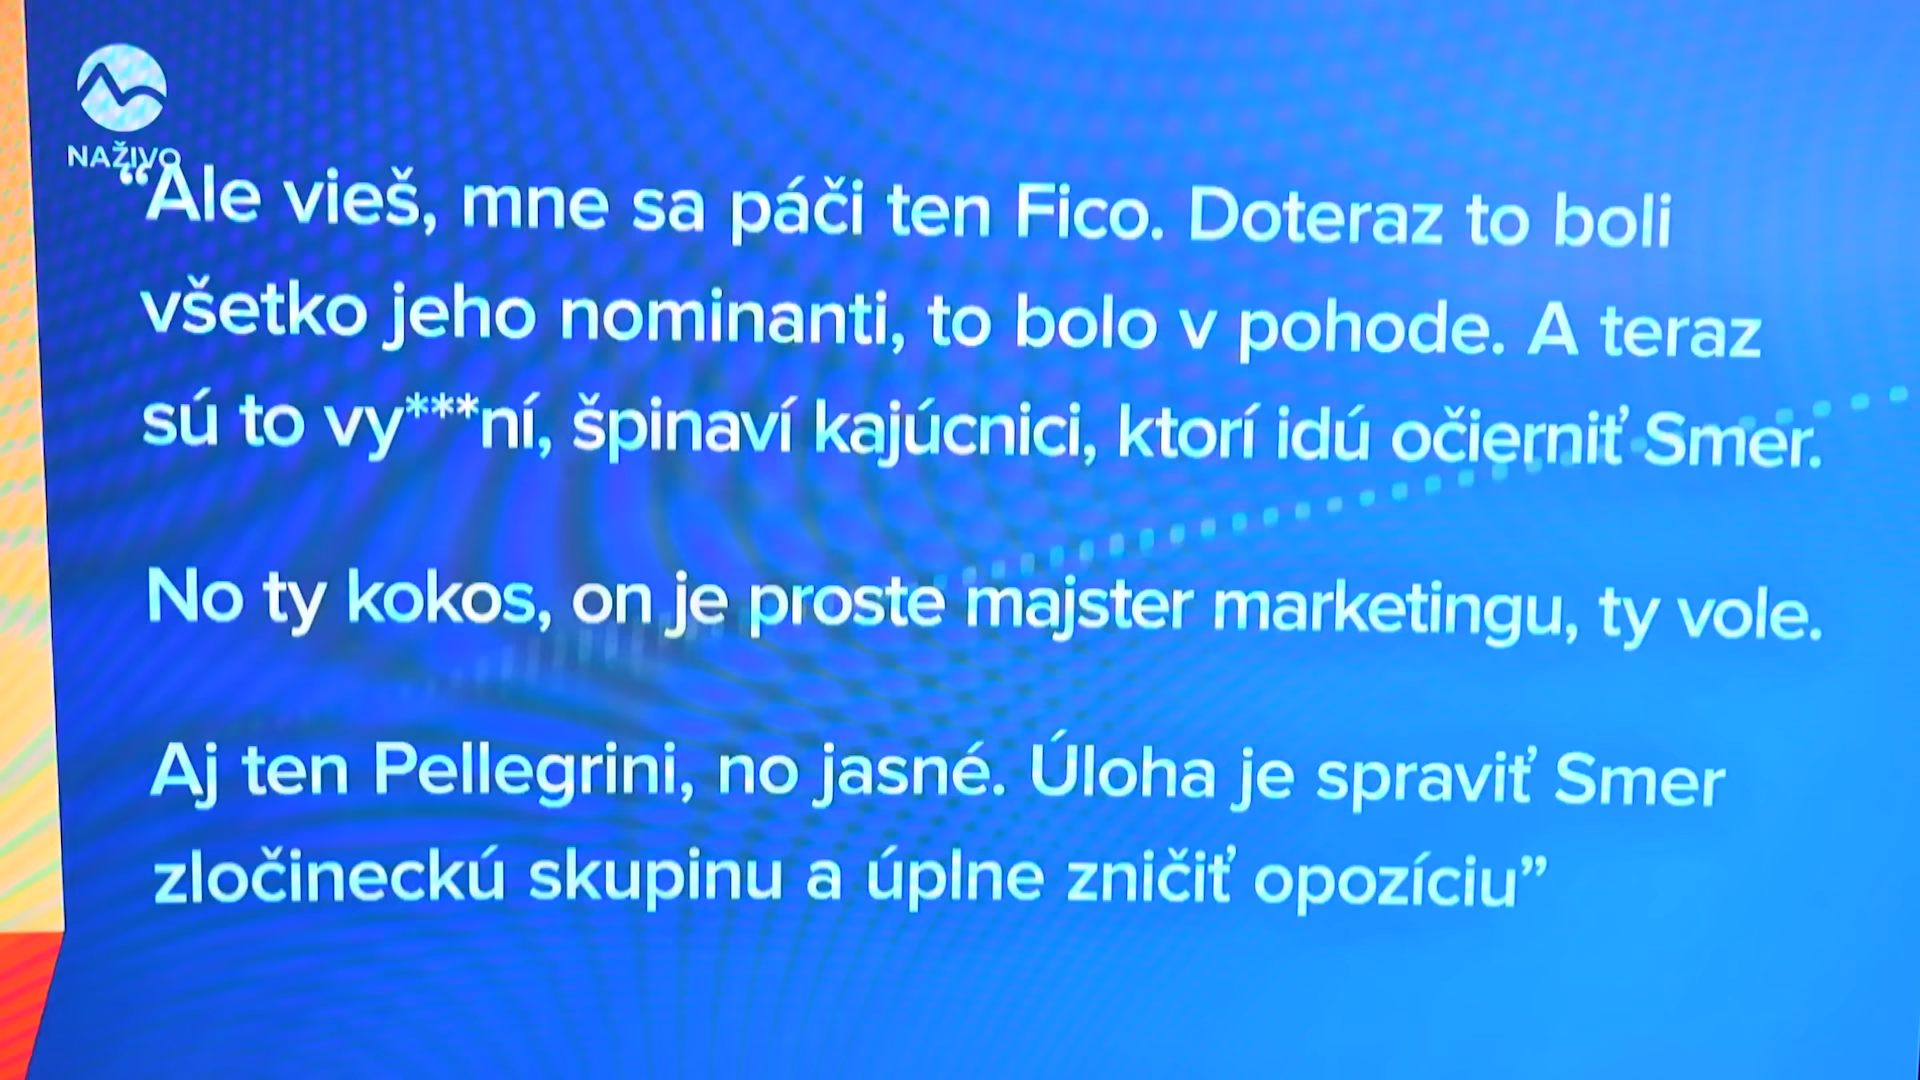 NAŽIVO
“Ale vieš, mne sa páči ten Fico. Doteraz to boli
všetko jeho nominanti, to bolo v pohode. A teraz
sú to vy***ní, špinaví kajúcnici, ktorí idú očierniť Smer.
No ty kokos, on je proste majster marketingu, ty vole.
Aj ten Pellegrini, no jasné. Úloha je spraviť Smer
zločineckú skupinu a úplne zničiť opozíciu”